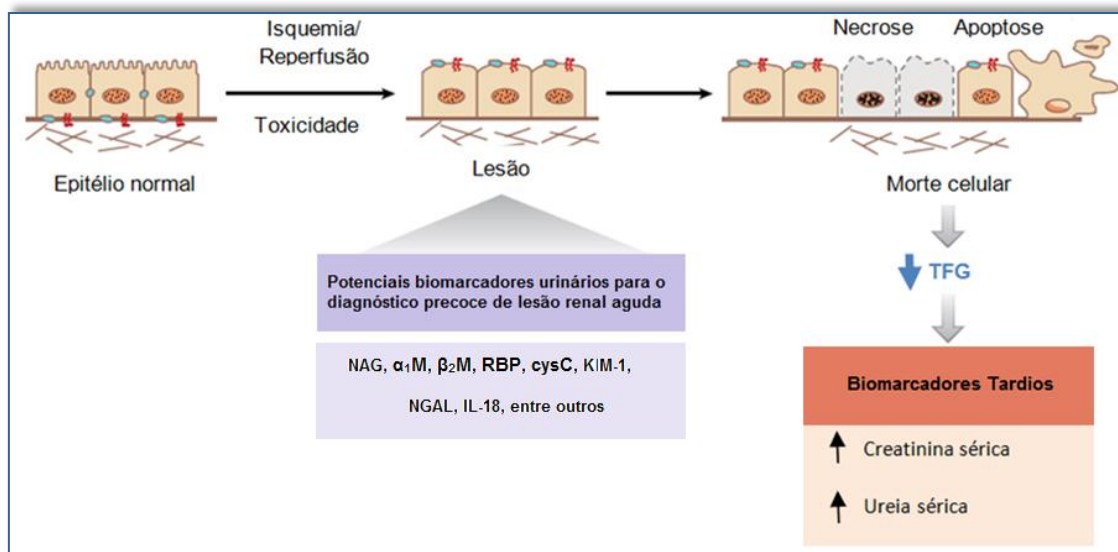 Isquemia/
Reperfusão
Toxicidade
Necrose
Apoptose
Epitélio normal
Lesão
Morte celular
Potenciais biomarcadores urinários para o
diagnóstico precoce de lesão renal aguda
NAG, α₁M, β₂M, RBP, cysC, KIM-1,
NGAL, IL-18, entre outros
TFG
Biomarcadores Tardios
Creatinina sérica
Ureia sérica